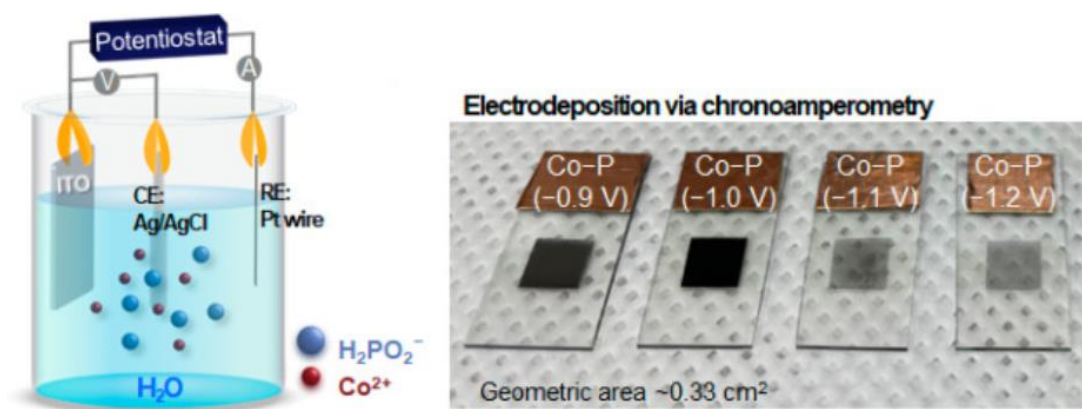 Potentiostat
V
A
ITO
CE:
Ag/AgCl
RE:
Pt wire
H₂PO₂⁻
Co²⁺
H₂O
Electrodeposition via chronoamperometry
Co–P
(−0.9 V)
Co–P
(−1.0 V)
Co–P
(−1.1 V)
Co–P
(−1.2 V)
Geometric area ~0.33 cm²